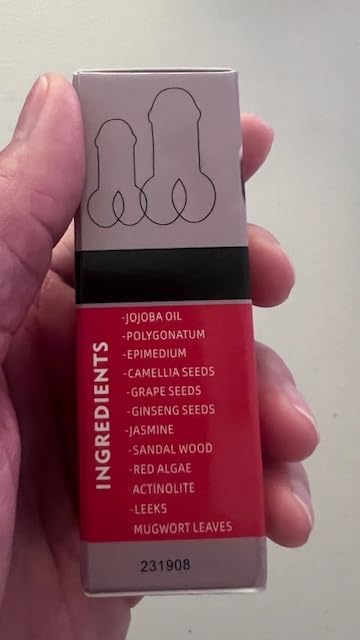 INGREDIENTS
-JOJOBA OIL
-POLYGONATUM
-EPIMEDIUM
-CAMELLIA SEEDS
-GRAPE SEEDS
-GINSENG SEEDS
-JASMINE
-SANDAL WOOD
-RED ALGAE
ACTINOLITE
-LEEKS
MUGWORT LEAVES
231908